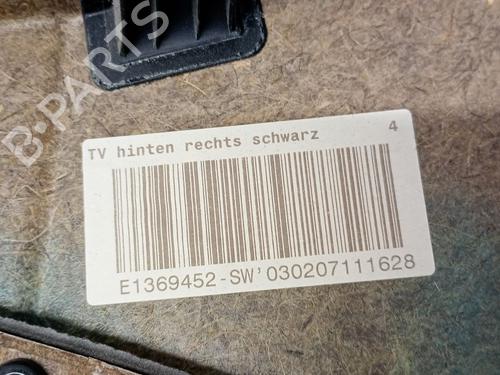 B-PARTS
TV hinten rechts schwarz 4
E1369452-SW'030207111628